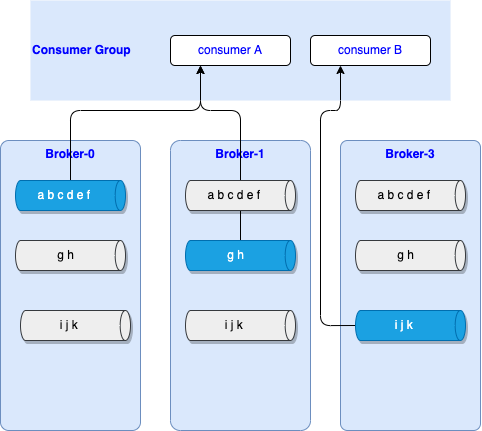 Consumer Group
consumer A
consumer B
Broker-0
Broker-1
Broker-3
a b c d e f
a b c d e f
a b c d e f
g h
g h
g h
i j k
i j k
i j k